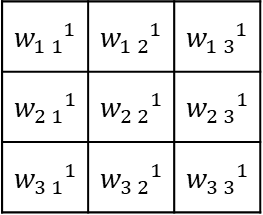 w₁ ₁¹ w₁ ₂¹ w₁ ₃¹
w₂ ₁¹ w₂ ₂¹ w₂ ₃¹
w₃ ₁¹ w₃ ₂¹ w₃ ₃¹